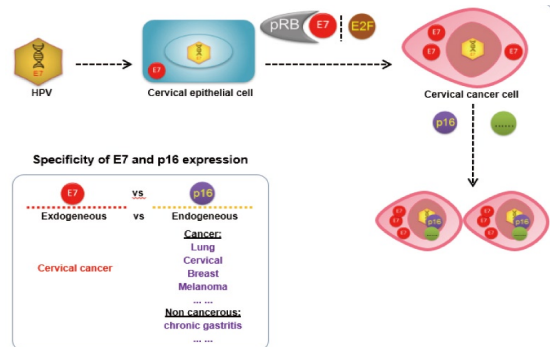 pRB E7 E2F
E7
HPV
E7
Cervical epithelial cell
E7
E7
E7
Cervical cancer cell
p16 ......
Specificity of E7 and p16 expression
E7 vs p16
Exdogeneous vs Endogeneous
Cervical cancer
Cancer:
Lung
Cervical
Breast
Melanoma
... ...
Non cancerous:
chronic gastritis
... ...
E7
E7
E7
p16
E7
E7
E7
p16